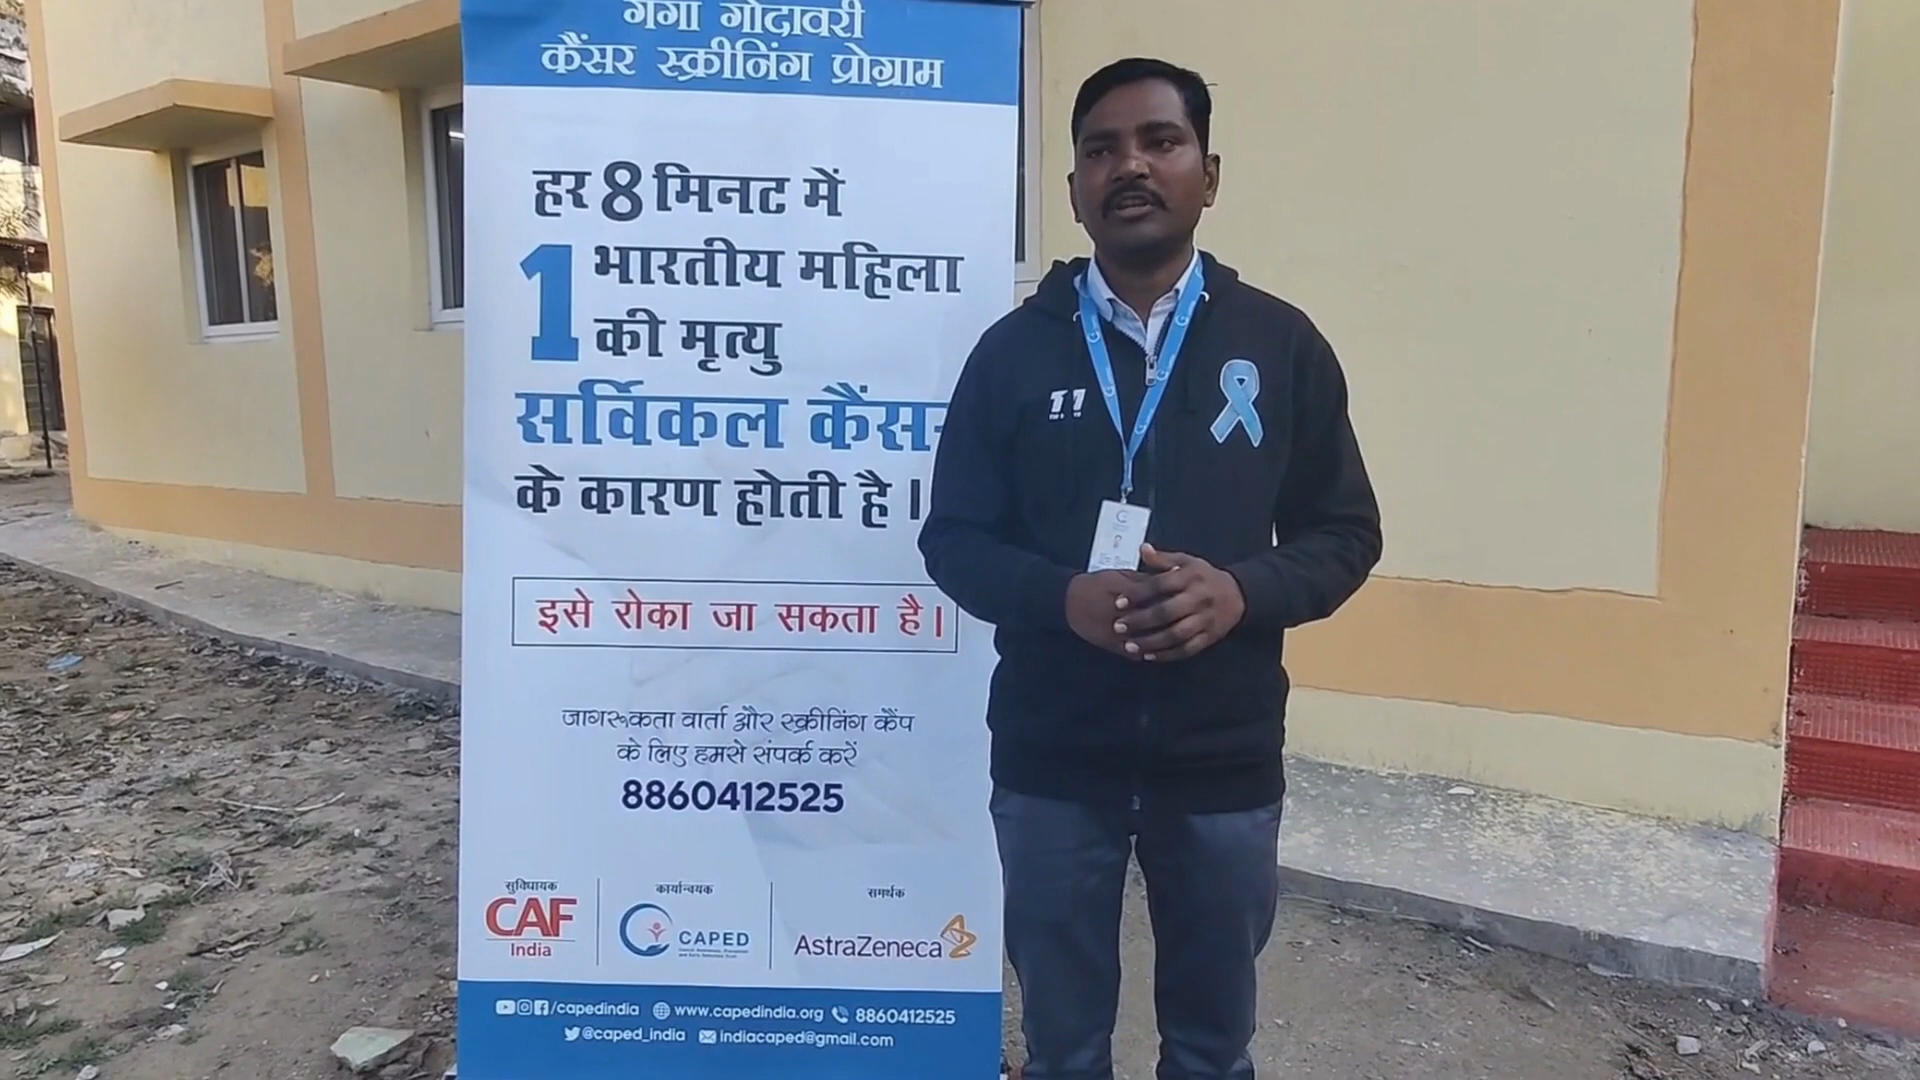 गंगा गोदावरी
कैंसर स्क्रीनिंग प्रोग्राम
हर 8 मिनट में
1 भारतीय महिला
की मृत्यु
सर्विकल
के कारण होती है।
इसे रोका जा सकता है।
जागरूकता वार्ता और स्क्रीनिंग कैंप
के लिए हमसे संपर्क करें
8860412525
सुविधायक
CAF
India
कार्यान्वयक
CAPED
समर्थक
AstraZeneca
/capedindia www.capedindia.org 8860412525
@caped_india indiacaped@gmail.com